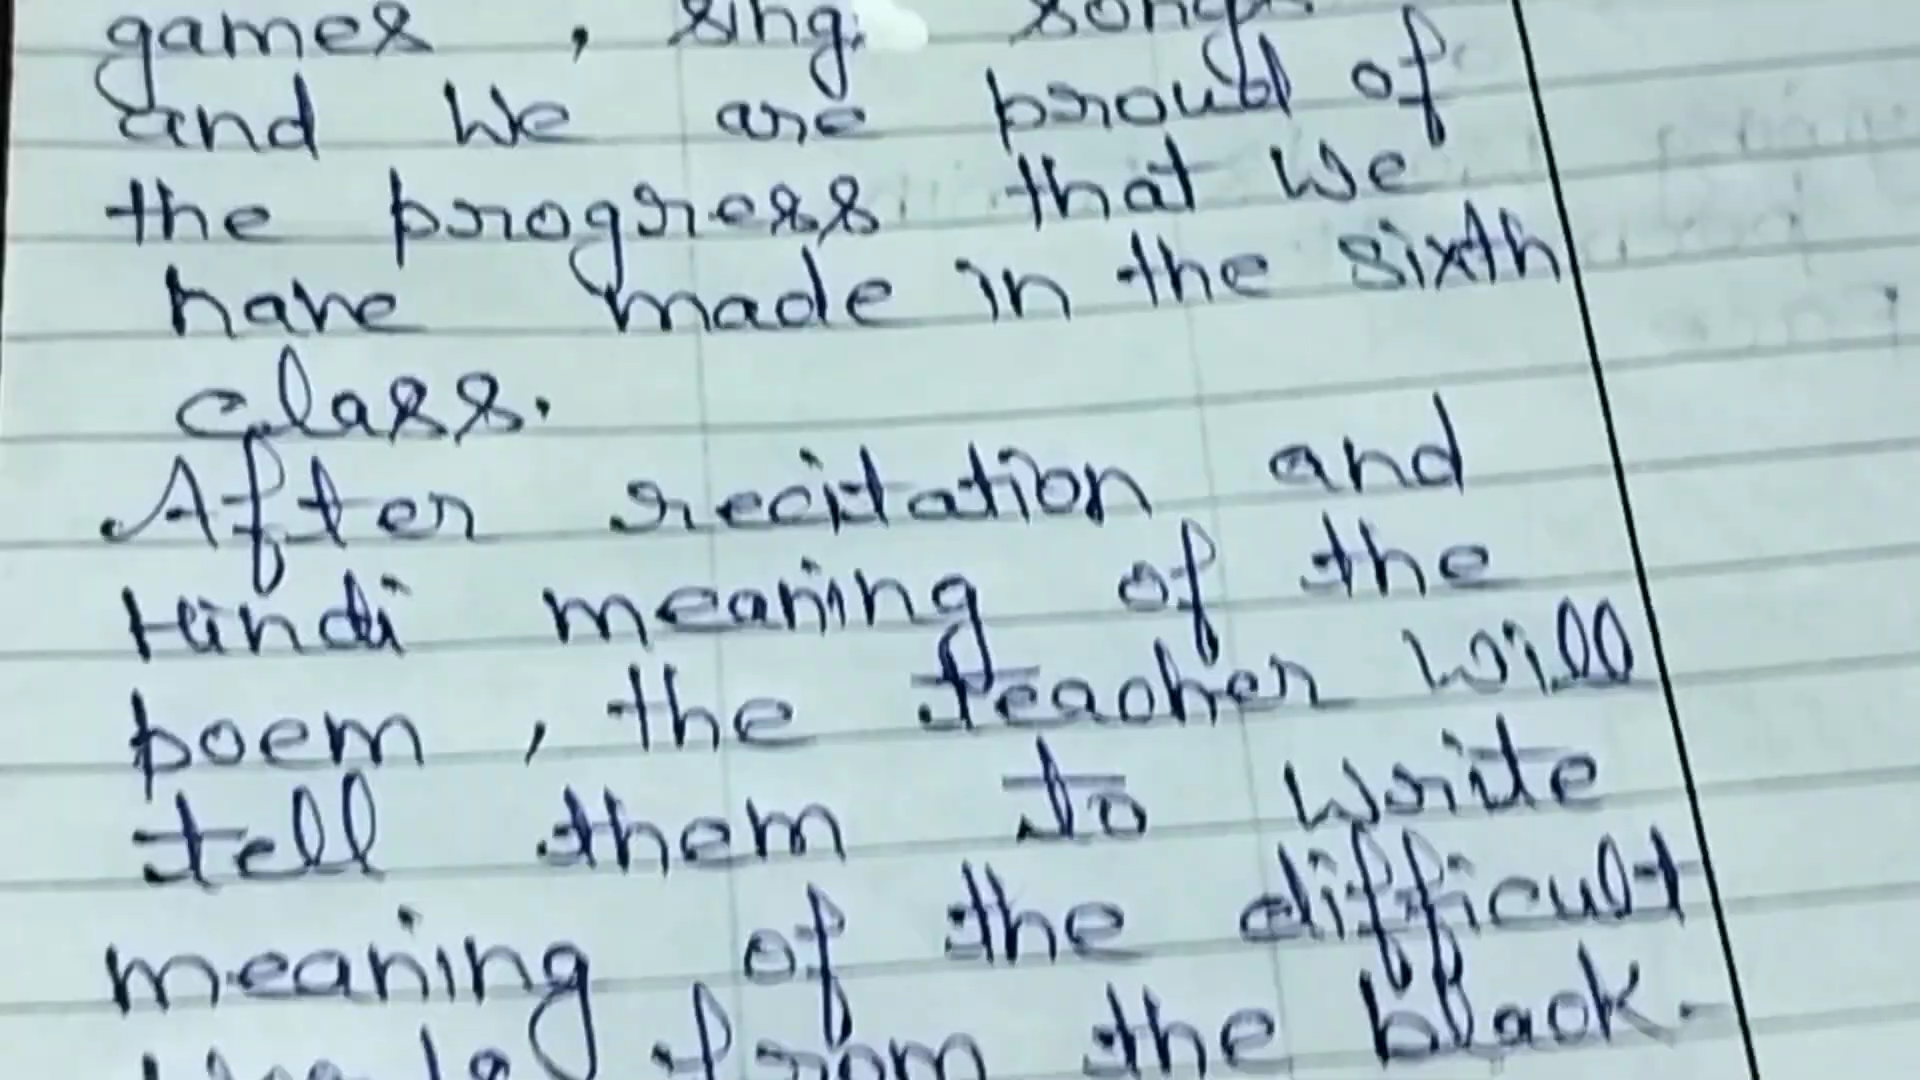 games, sing songs
and We are proud of
the progress that We
have made in the sixth
class.
After recitation and
Hindi meaning of the
poem, the teacher will
tell them to write
meaning of the difficult
from the black-